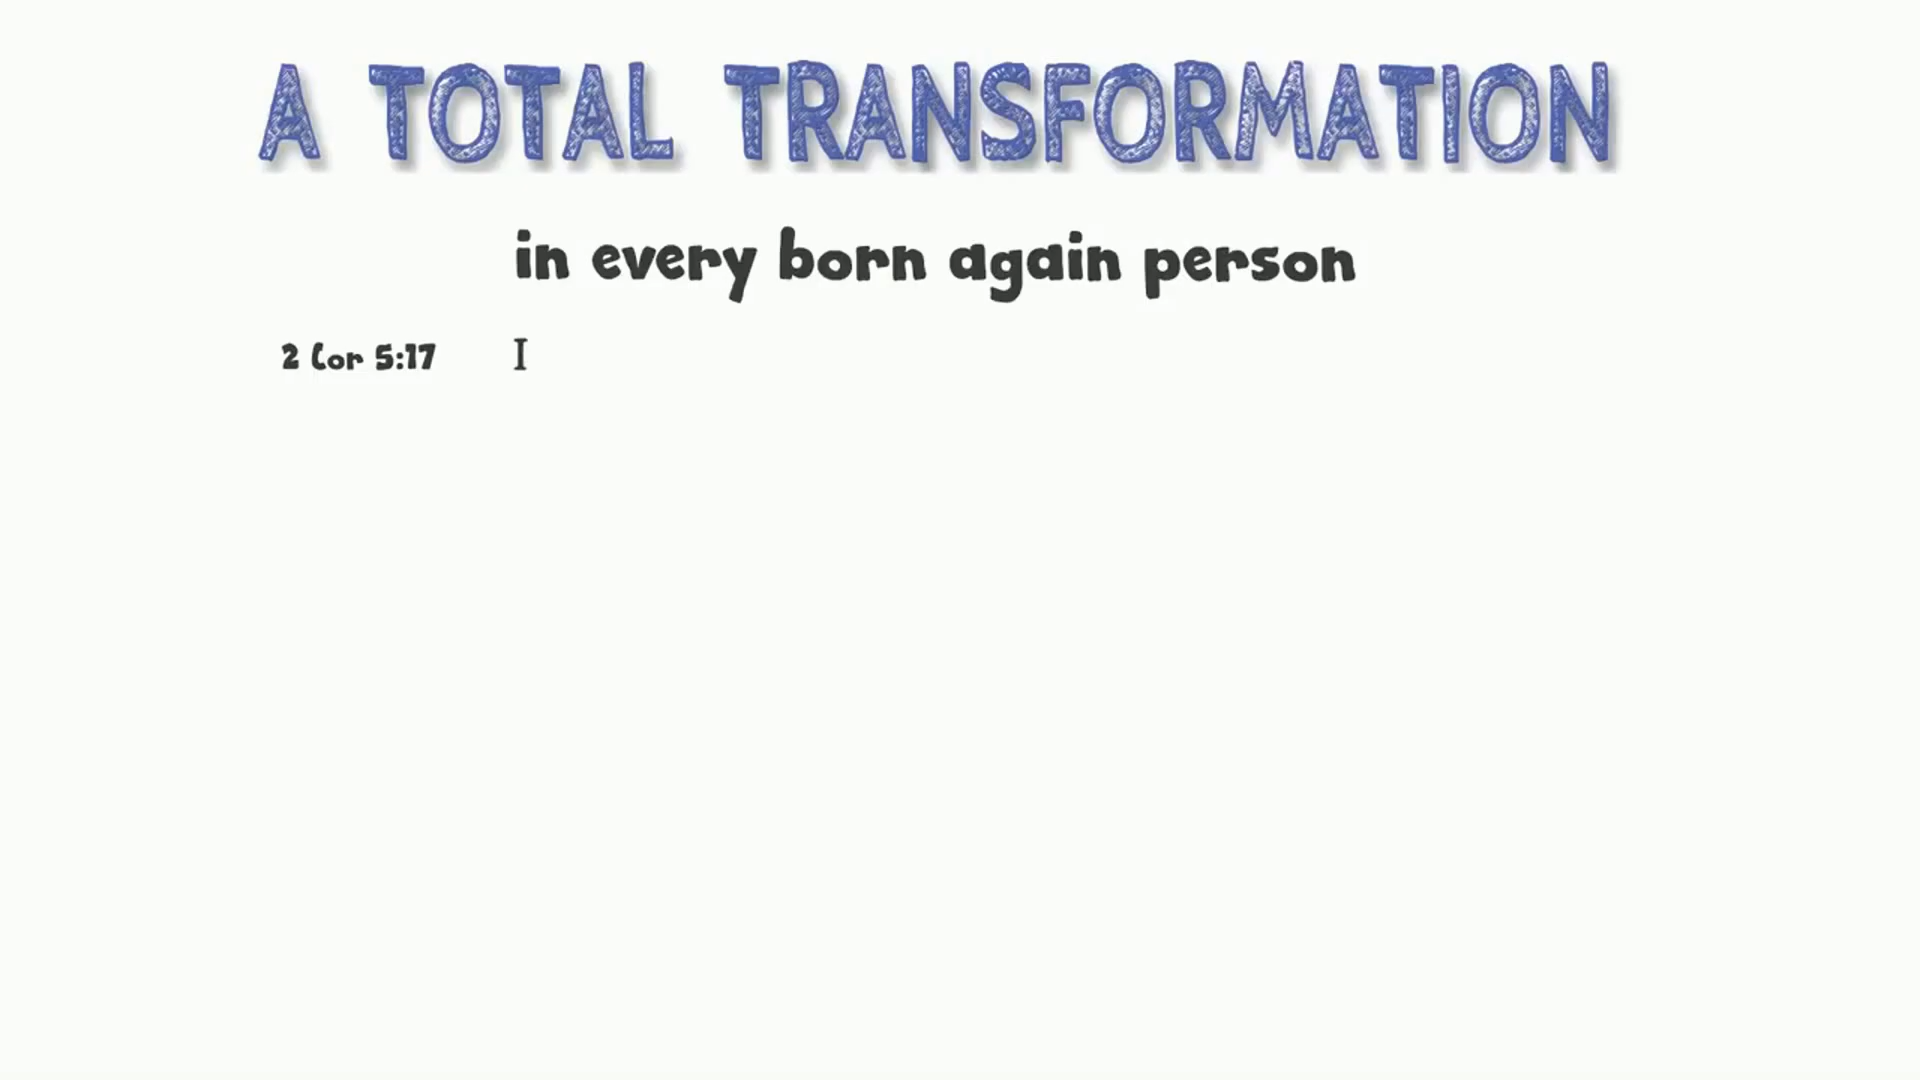 A TOTAL TRANSFORMATION
in every born again person
2 Cor 5:17 I